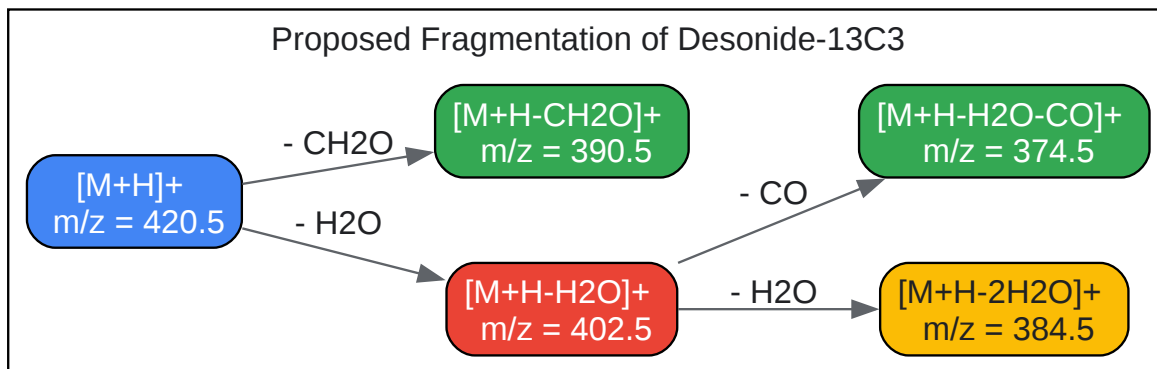 Proposed Fragmentation of Desonide-13C3
[M+H-CH2O]+
m/z = 390.5
[M+H-H2O-CO]+
m/z = 374.5
- CH2O
[M+H]+
m/z = 420.5
- CO
- H2O
[M+H-H2O]+
m/z = 402.5
- H2O
[M+H-2H2O]+
m/z = 384.5